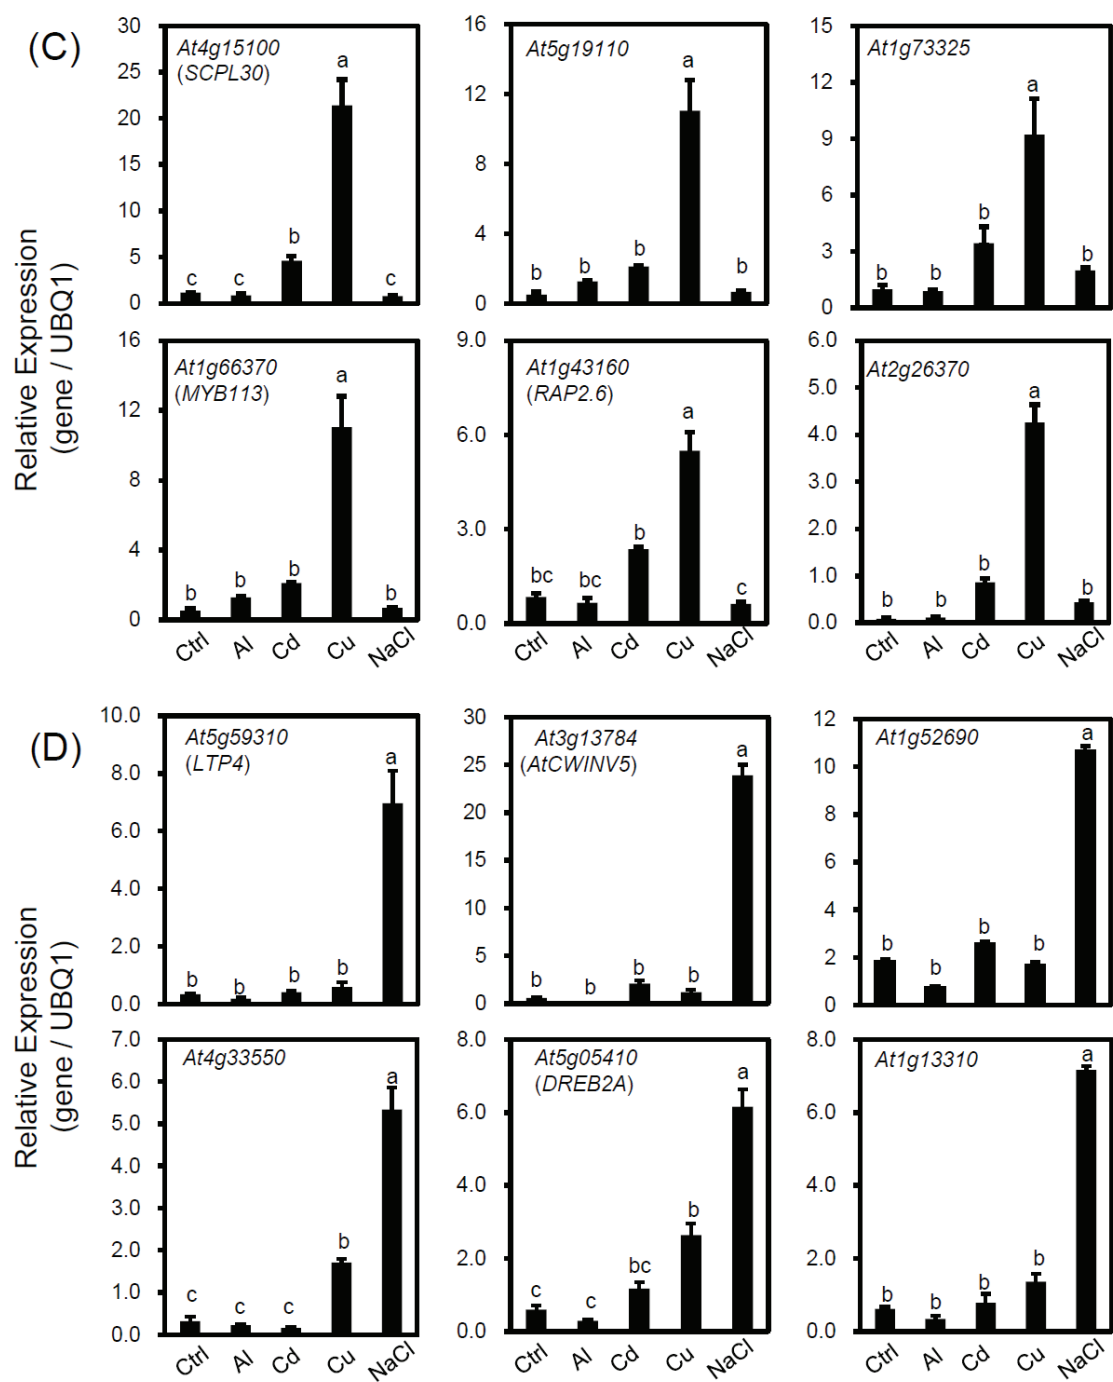 (C)
Relative Expression
(gene / UBQ1)
30
25
20
15
10
5
0
At4g15100
(SCPL30)
c
c
b
a
c
16
12
8
4
0
At5g19110
b
b
b
a
b
15
12
9
6
3
0
At1g73325
b
b
b
a
b
16
12
8
4
0
At1g66370
(MYB113)
b
b
b
a
b
Ctrl
Al
Cd
Cu
NaCl
9.0
6.0
3.0
0.0
At1g43160
(RAP2.6)
bc
bc
b
a
c
Ctrl
Al
Cd
Cu
NaCl
6.0
5.0
4.0
3.0
2.0
1.0
0.0
At2g26370
b
b
b
a
b
Ctrl
Al
Cd
Cu
NaCl
(D)
Relative Expression
(gene / UBQ1)
10.0
8.0
6.0
4.0
2.0
0.0
At5g59310
(LTP4)
b
b
b
b
a
30
25
20
15
10
5
0
At3g13784
(AtCWINV5)
b
b
b
b
a
12
10
8
6
4
2
0
At1g52690
b
b
b
b
a
7.0
6.0
5.0
4.0
3.0
2.0
1.0
0.0
At4g33550
c
c
c
b
a
Ctrl
Al
Cd
Cu
NaCl
8.0
6.0
4.0
2.0
0.0
At5g05410
(DREB2A)
c
c
bc
b
a
Ctrl
Al
Cd
Cu
NaCl
8.0
6.0
4.0
2.0
0.0
At1g13310
b
b
b
b
a
Ctrl
Al
Cd
Cu
NaCl